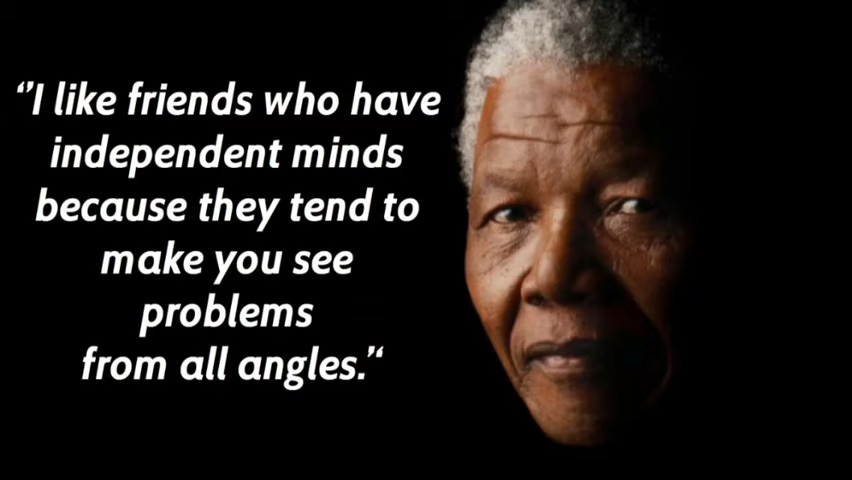 ‘’I like friends who have
independent minds
because they tend to
make you see
problems
from all angles.’‘